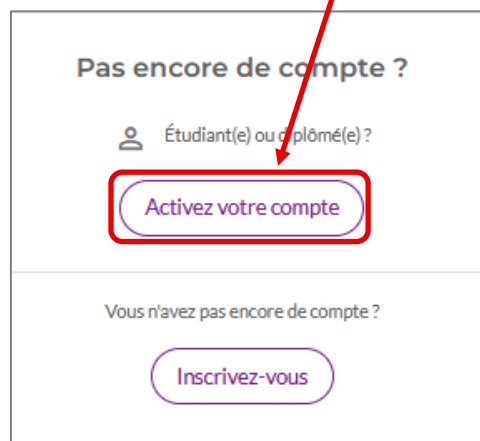 Pas encore de compte ?
Étudiant(e) ou diplômé(e) ?
Activez votre compte
Vous n'avez pas encore de compte ?
Inscrivez-vous